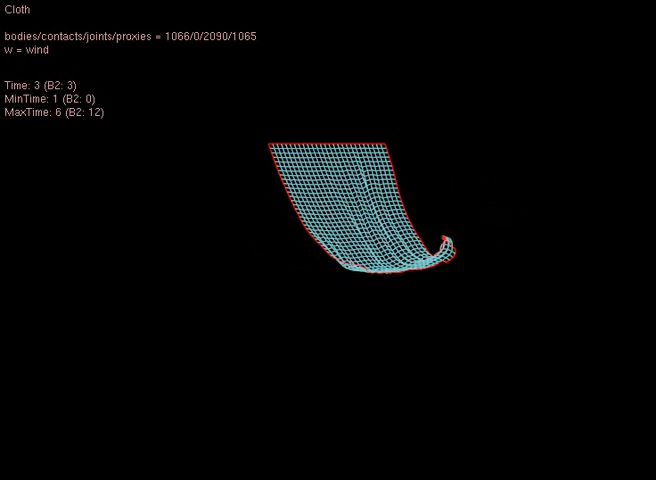 Cloth
bodies/contacts/joints/proxies = 1066/0/2090/1065
w = wind
Time: 3 (B2: 3)
MinTime: 1 (B2: 0)
MaxTime: 6 (B2: 12)